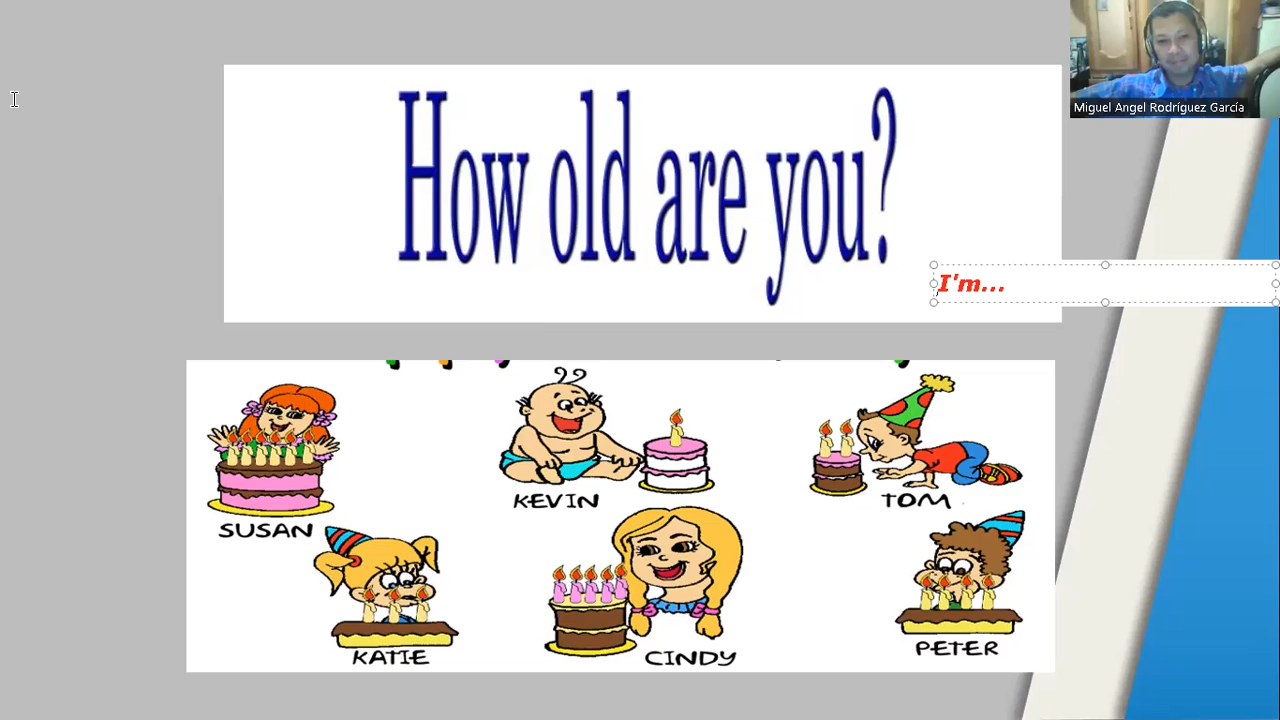 Miguel Angel Rodríguez García
How old are you?
I'm...
KEVIN
TOM
SUSAN
KATIE
CINDY
PETER